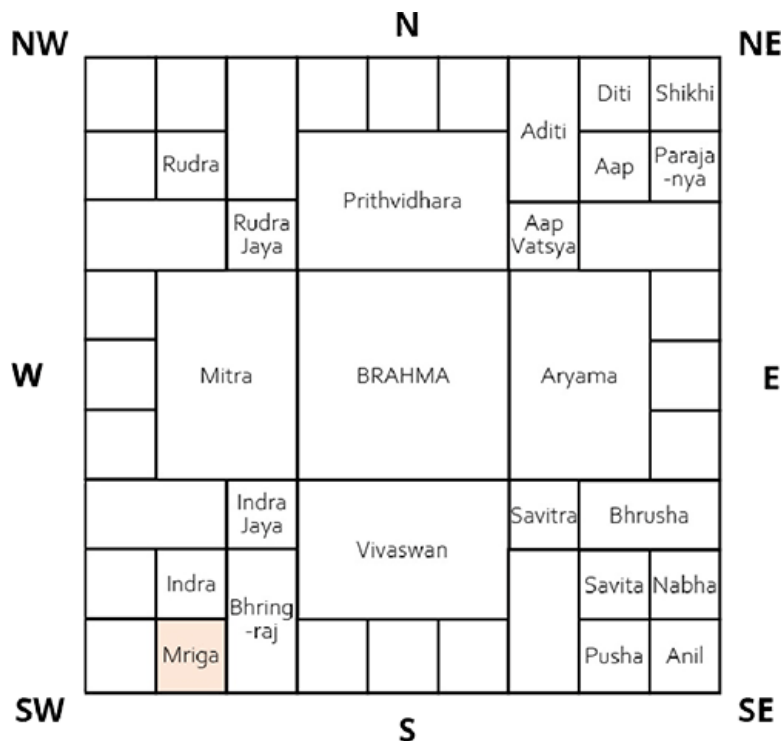 N
NW
NE
Diti
Shikhi
Aditi
Rudra
Aap
Paraja
-nya
Prithvidhara
Rudra
Jaya
Aap
Vatsya
W
Mitra
BRAHMA
Aryama
E
Indra
Jaya
Savitra
Bhrusha
Vivaswan
Indra
Bhring
-raj
Savita
Nabha
Mriga
Pusha
Anil
SW
SE
S